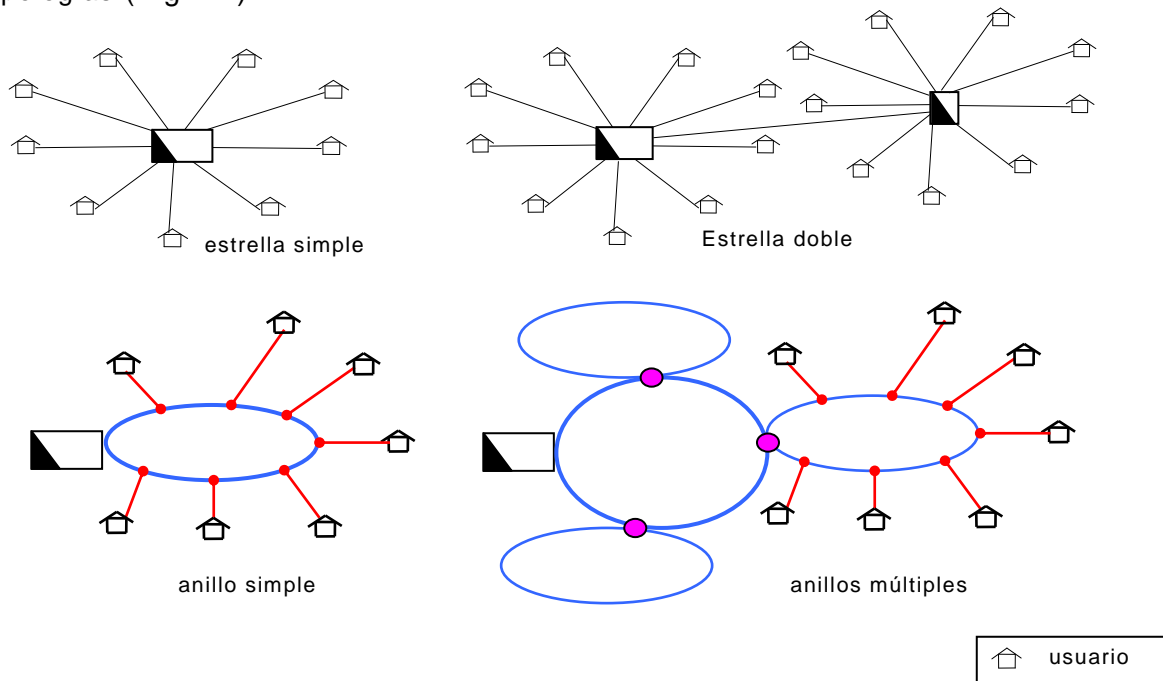 estrella simple
Estrella doble
anillo simple
anillos múltiples
usuario